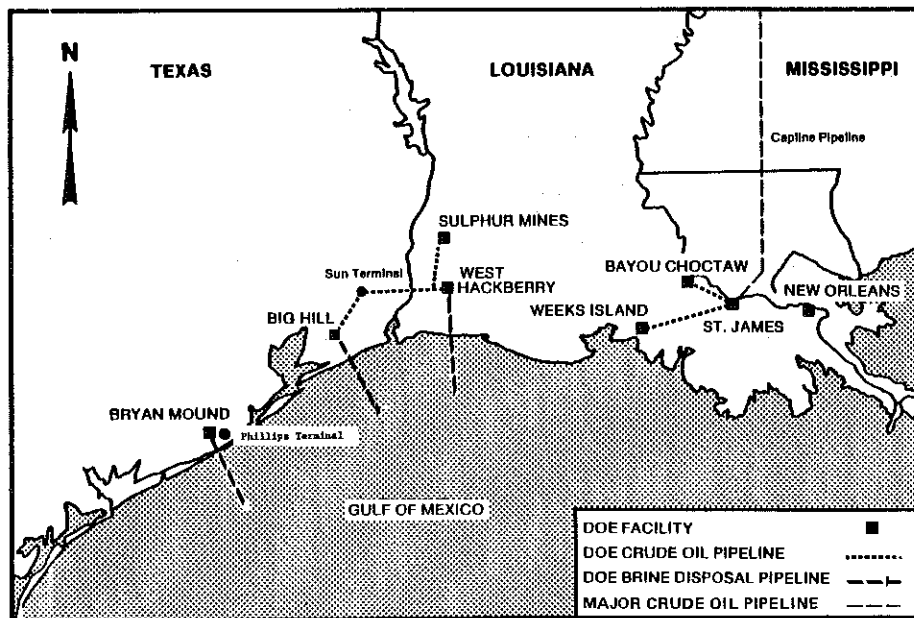 N
TEXAS
LOUISIANA
MISSISSIPPI
Capline Pipeline
SULPHUR MINES
Sun Terminal
WEST
HACKBERRY
BAYOU CHOCTAW
NEW ORLEANS
BIG HILL
WEEKS ISLAND
ST. JAMES
BRYAN MOUND
Phillips Terminal
GULF OF MEXICO
DOE FACILITY
DOE CRUDE OIL PIPELINE
DOE BRINE DISPOSAL PIPELINE
MAJOR CRUDE OIL PIPELINE